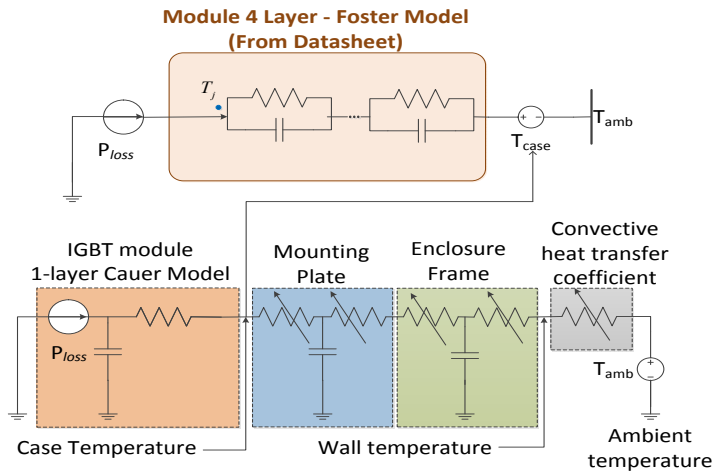 Module 4 Layer - Foster Model
(From Datasheet)
Tj
Ploss
+ -
Tcase
Tamb
IGBT module
1-layer Cauer Model
Mounting
Plate
Enclosure
Frame
Convective
heat transfer
coefficient
Ploss
Tamb
+
-
Case Temperature
Wall temperature
Ambient
temperature